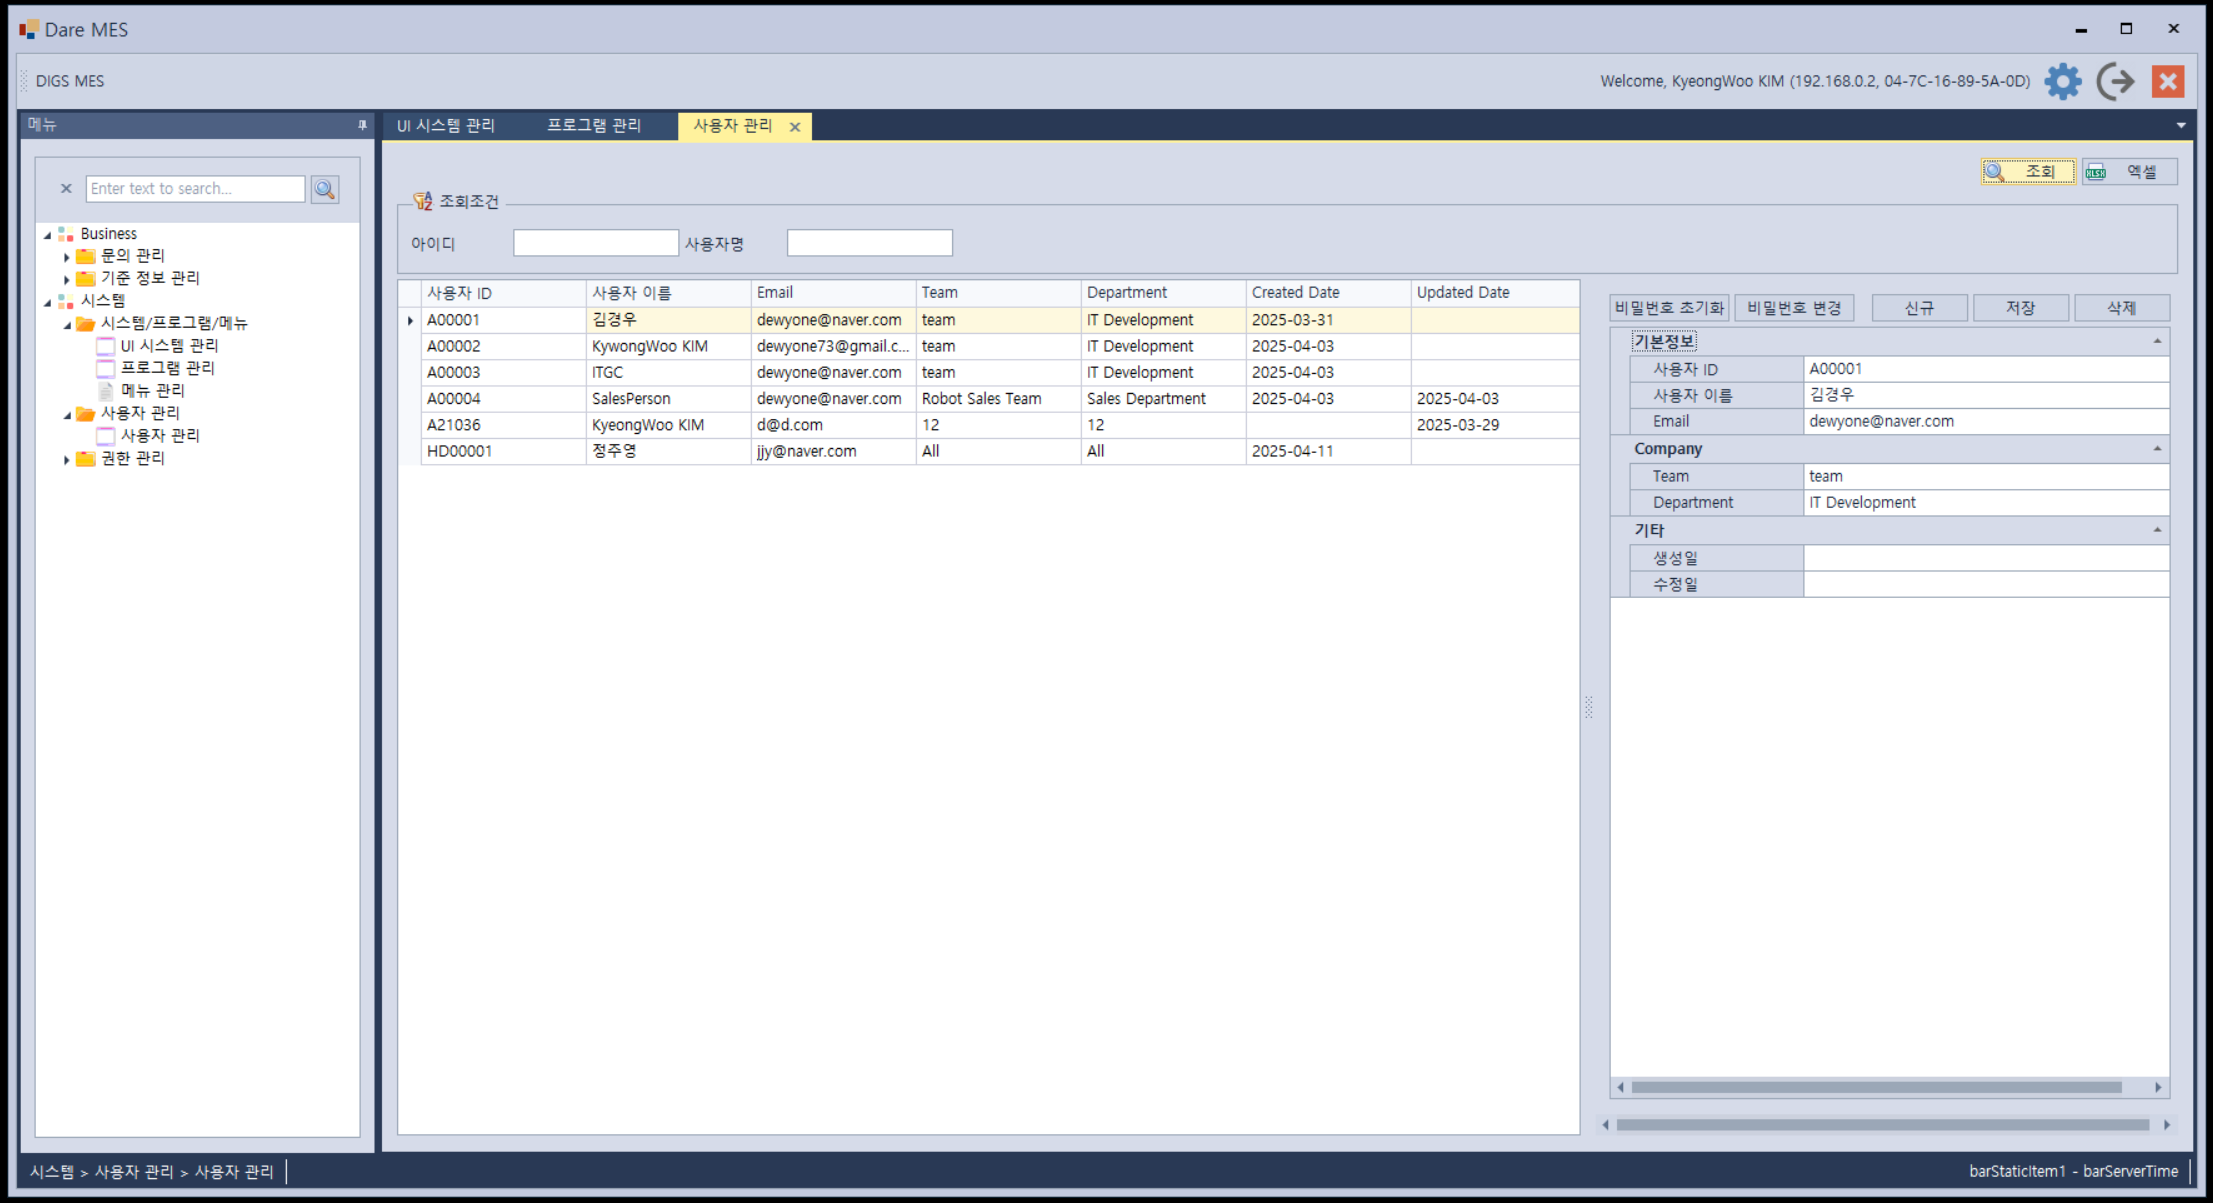 Dare MES
DIGS MES
Welcome, KyeongWoo KIM (192.168.0.2, 04-7C-16-89-5A-0D)
메뉴
UI 시스템 관리 프로그램 관리 사용자 관리
조회 XLSX 엑셀
Enter text to search...
Business
문의 관리
기준 정보 관리
시스템
시스템/프로그램/메뉴
UI 시스템 관리
프로그램 관리
메뉴 관리
사용자 관리
사용자 관리
권한 관리
AZ 조회조건
아이디 사용자명
사용자 ID 사용자 이름 Email Team Department Created Date Updated Date
A00001 김경우 dewyone@naver.com team IT Development 2025-03-31
A00002 KywongWoo KIM dewyone73@gmail.c... team IT Development 2025-04-03
A00003 ITGC dewyone@naver.com team IT Development 2025-04-03
A00004 SalesPerson dewyone@naver.com Robot Sales Team Sales Department 2025-04-03 2025-04-03
A21036 KyeongWoo KIM d@d.com 12 12 2025-03-29
HD00001 정주영 jjy@naver.com All All 2025-04-11
비밀번호 초기화 비밀번호 변경 신규 저장 삭제
기본정보
사용자 ID A00001
사용자 이름 김경우
Email dewyone@naver.com
Company
Team team
Department IT Development
기타
생성일
수정일
시스템 > 사용자 관리 > 사용자 관리
barStaticItem1 - barServerTime